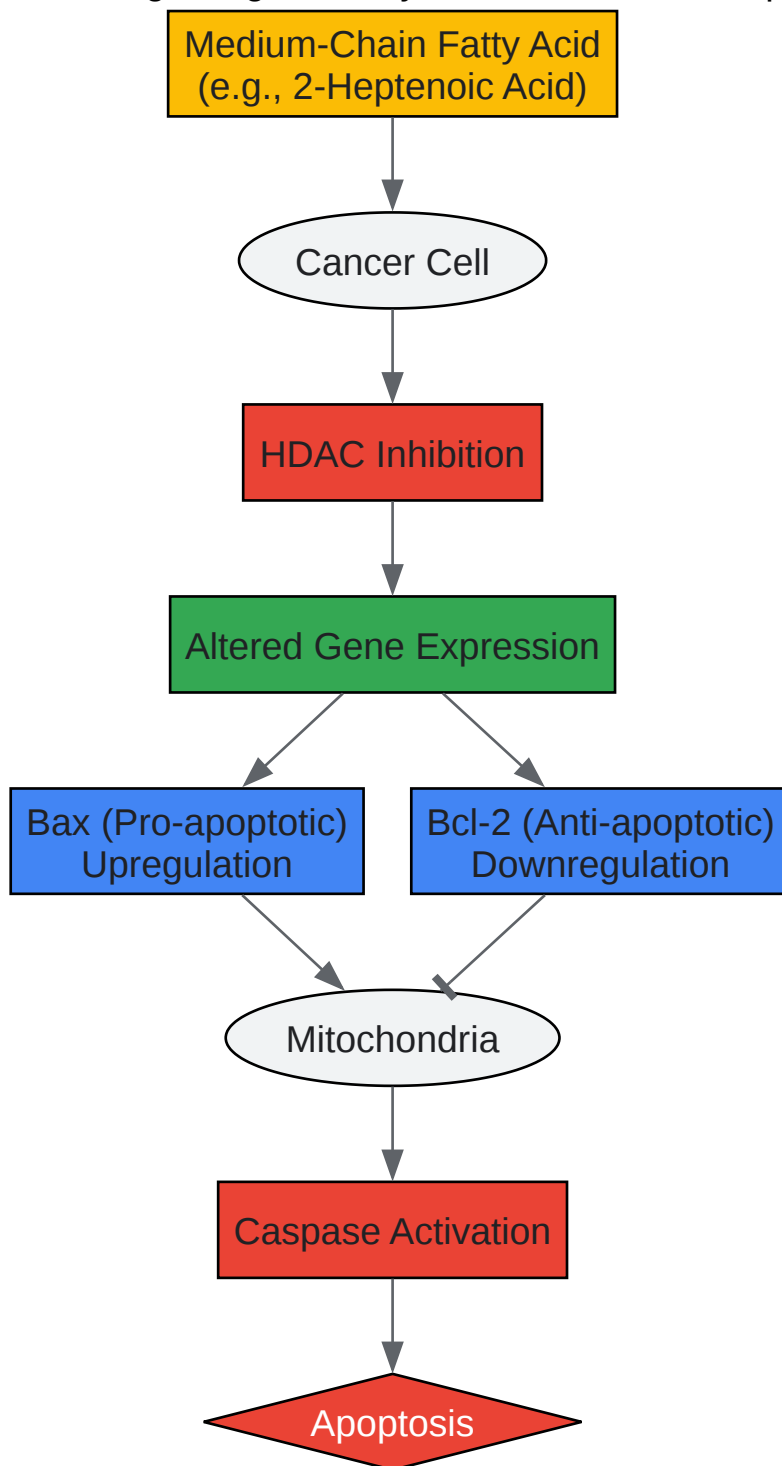 Medium-Chain Fatty Acid
(e.g., 2-Heptenoic Acid)
Cancer Cell
HDAC Inhibition
Altered Gene Expression
Bax (Pro-apoptotic)
Upregulation
Bcl-2 (Anti-apoptotic)
Downregulation
Mitochondria
Caspase Activation
Apoptosis